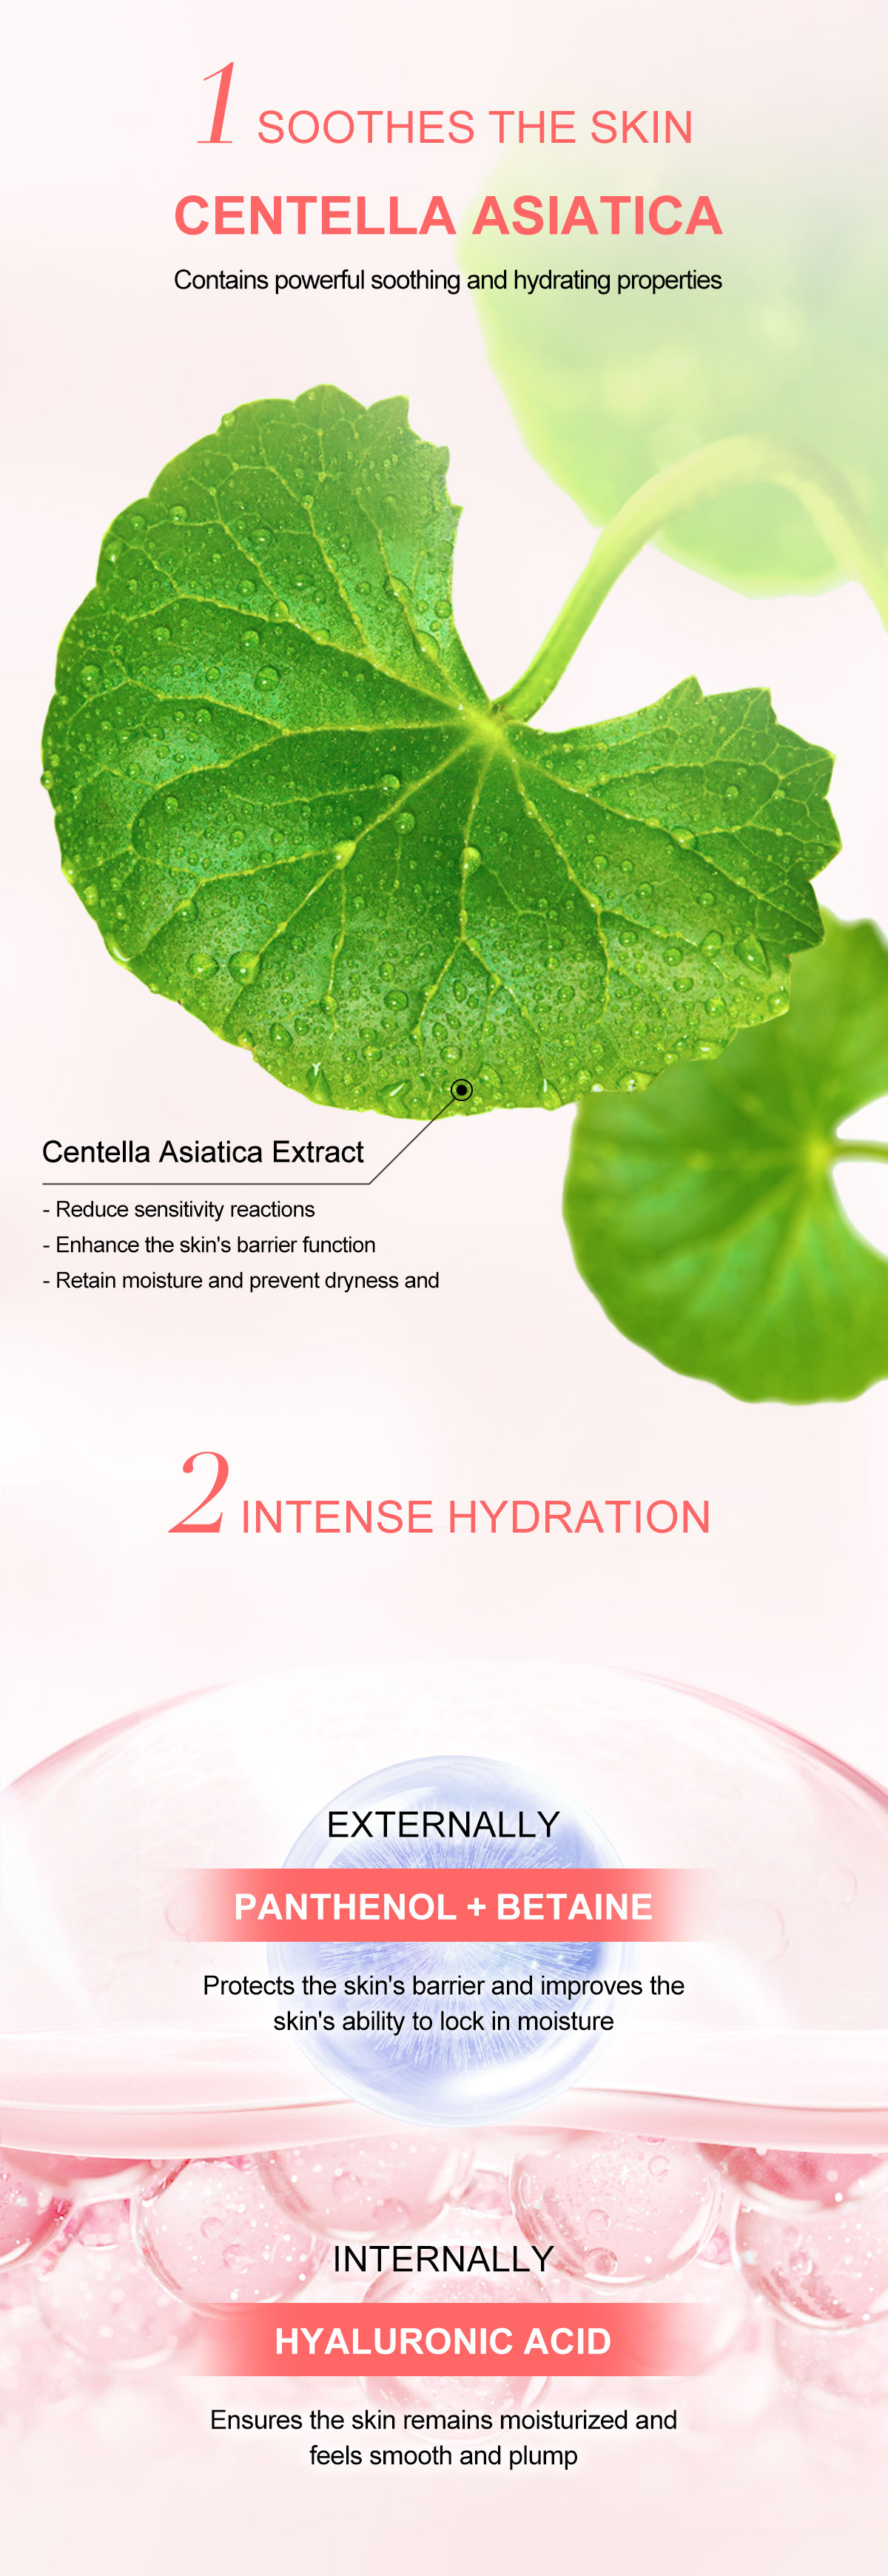 1 SOOTHES THE SKIN
CENTELLA ASIATICA
Contains powerful soothing and hydrating properties
Centella Asiatica Extract
- Reduce sensitivity reactions
- Enhance the skin's barrier function
- Retain moisture and prevent dryness and
2 INTENSE HYDRATION
EXTERNALLY
PANTHENOL + BETAINE
Protects the skin's barrier and improves the
skin's ability to lock in moisture
INTERNALLY
HYALURONIC ACID
Ensures the skin remains moisturized and
feels smooth and plump